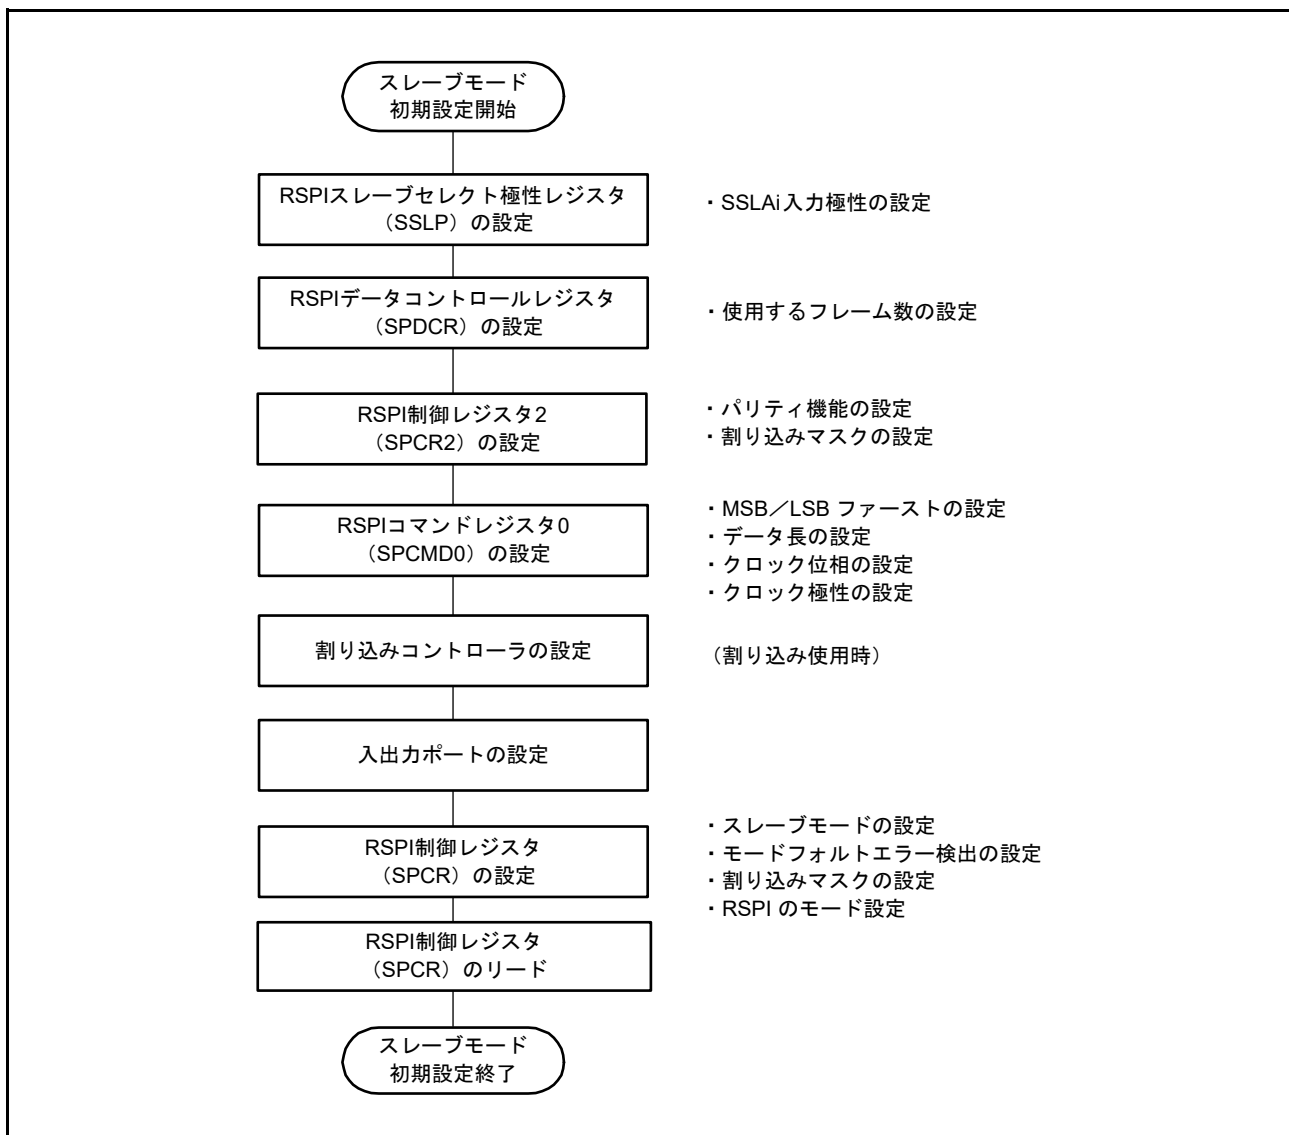 スレーブモード
初期設定開始
RSPIスレーブセレクト極性レジスタ
（SSLP）の設定
・SSLAi入力極性の設定
RSPIデータコントロールレジスタ
（SPDCR）の設定
・使用するフレーム数の設定
RSPI制御レジスタ2
（SPCR2）の設定
・パリティ機能の設定
・割り込みマスクの設定
RSPIコマンドレジスタ0
（SPCMD0）の設定
・MSB／LSB ファーストの設定
・データ長の設定
・クロック位相の設定
・クロック極性の設定
割り込みコントローラの設定
（割り込み使用時）
入出力ポートの設定
RSPI制御レジスタ
（SPCR）の設定
・スレーブモードの設定
・モードフォルトエラー検出の設定
・割り込みマスクの設定
・RSPI のモード設定
RSPI制御レジスタ
（SPCR）のリード
スレーブモード
初期設定終了